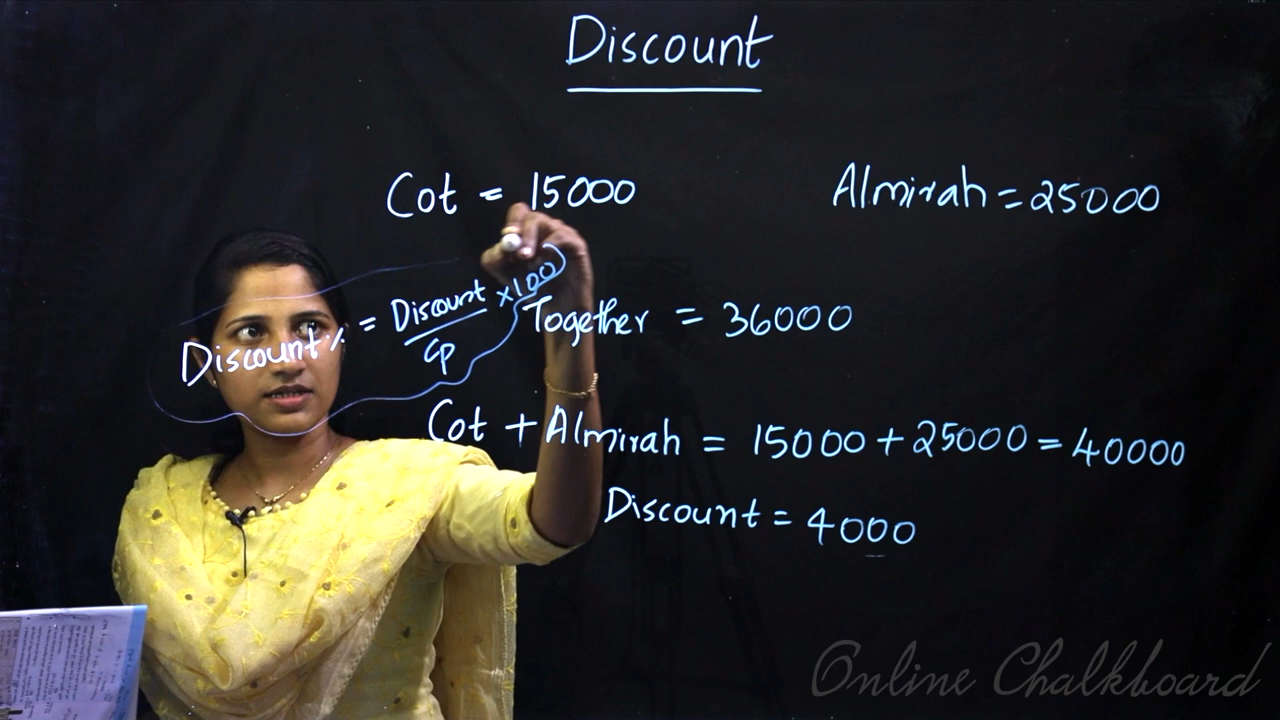 Discount
Cot = 15000
Almirah = 25000
Discount % = Discount/CP × 100
Together = 36000
Cot + Almirah = 15000 + 25000 = 40000
Discount = 4000
Online Chalkboard